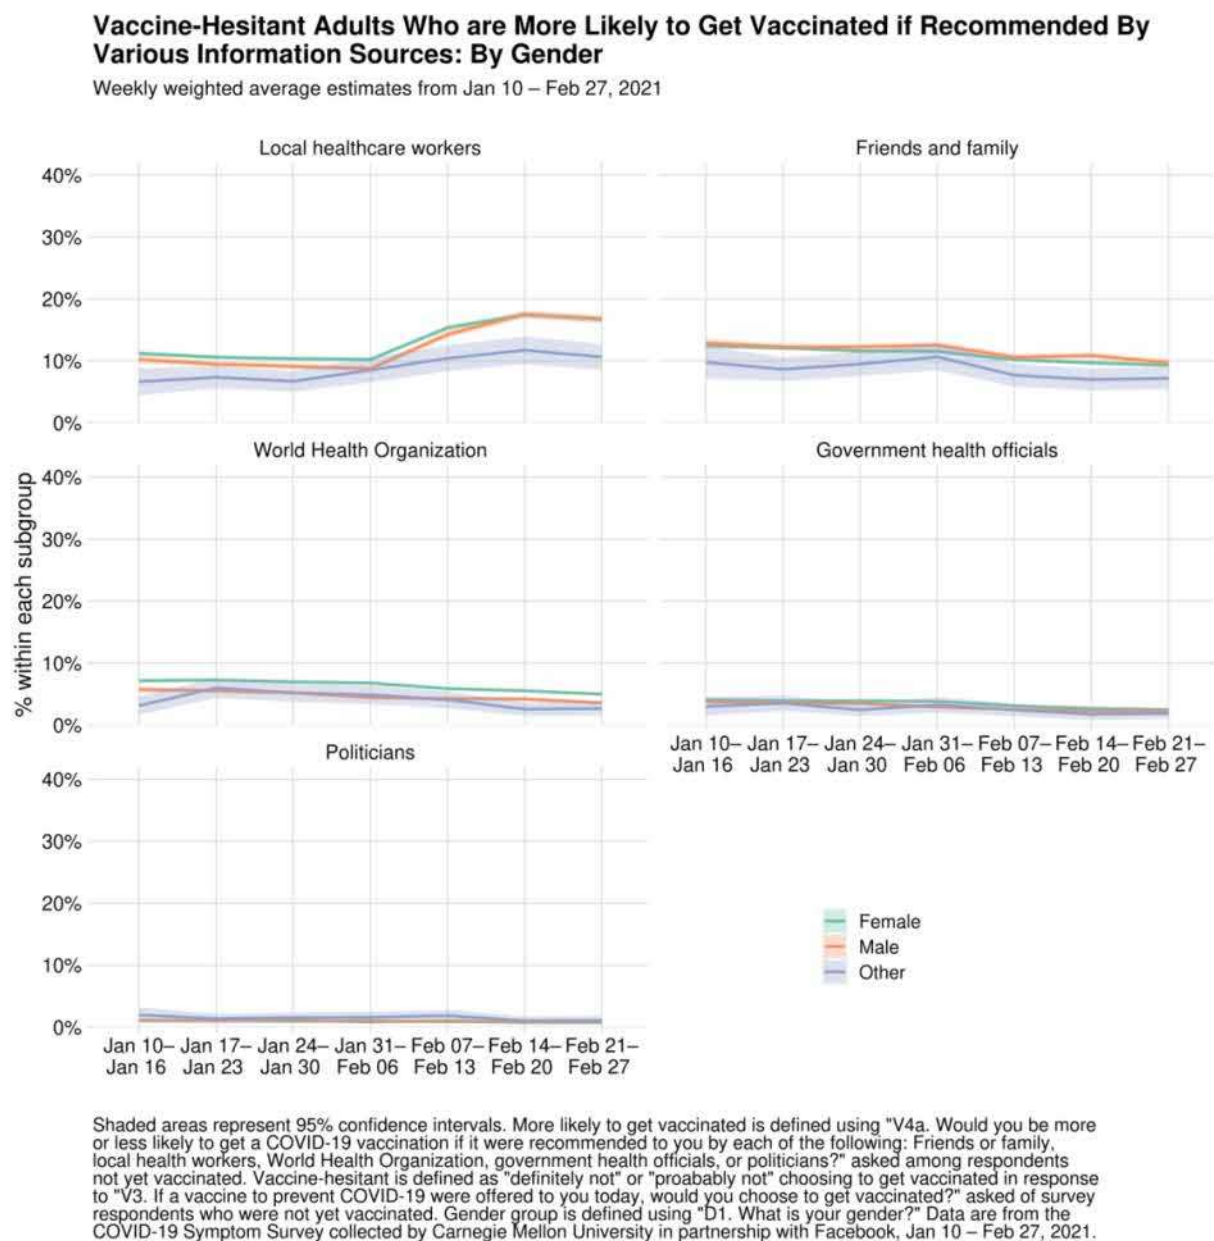 Vaccine-Hesitant Adults Who are More Likely to Get Vaccinated if Recommended By
Various Information Sources: By Gender
Weekly weighted average estimates from Jan 10 – Feb 27, 2021
Local healthcare workers
Friends and family
40%
30%
20%
10%
0%
World Health Organization
Government health officials
% within each subgroup
40%
30%
20%
10%
0%
Jan 10– Jan 17– Jan 24– Jan 31– Feb 07– Feb 14– Feb 21–
Jan 16 Jan 23 Jan 30 Feb 06 Feb 13 Feb 20 Feb 27
Politicians
40%
30%
20%
10%
0%
Jan 10– Jan 17– Jan 24– Jan 31– Feb 07– Feb 14– Feb 21–
Jan 16 Jan 23 Jan 30 Feb 06 Feb 13 Feb 20 Feb 27
Female
Male
Other
Shaded areas represent 95% confidence intervals. More likely to get vaccinated is defined using "V4a. Would you be more
or less likely to get a COVID-19 vaccination if it were recommended to you by each of the following: Friends or family,
local health workers, World Health Organization, government health officials, or politicians?" asked among respondents
not yet vaccinated. Vaccine-hesitant is defined as "definitely not" or "proabably not" choosing to get vaccinated in response
to "V3. If a vaccine to prevent COVID-19 were offered to you today, would you choose to get vaccinated?" asked of survey
respondents who were not yet vaccinated. Gender group is defined using "D1. What is your gender?" Data are from the
COVID-19 Symptom Survey collected by Carnegie Mellon University in partnership with Facebook, Jan 10 – Feb 27, 2021.